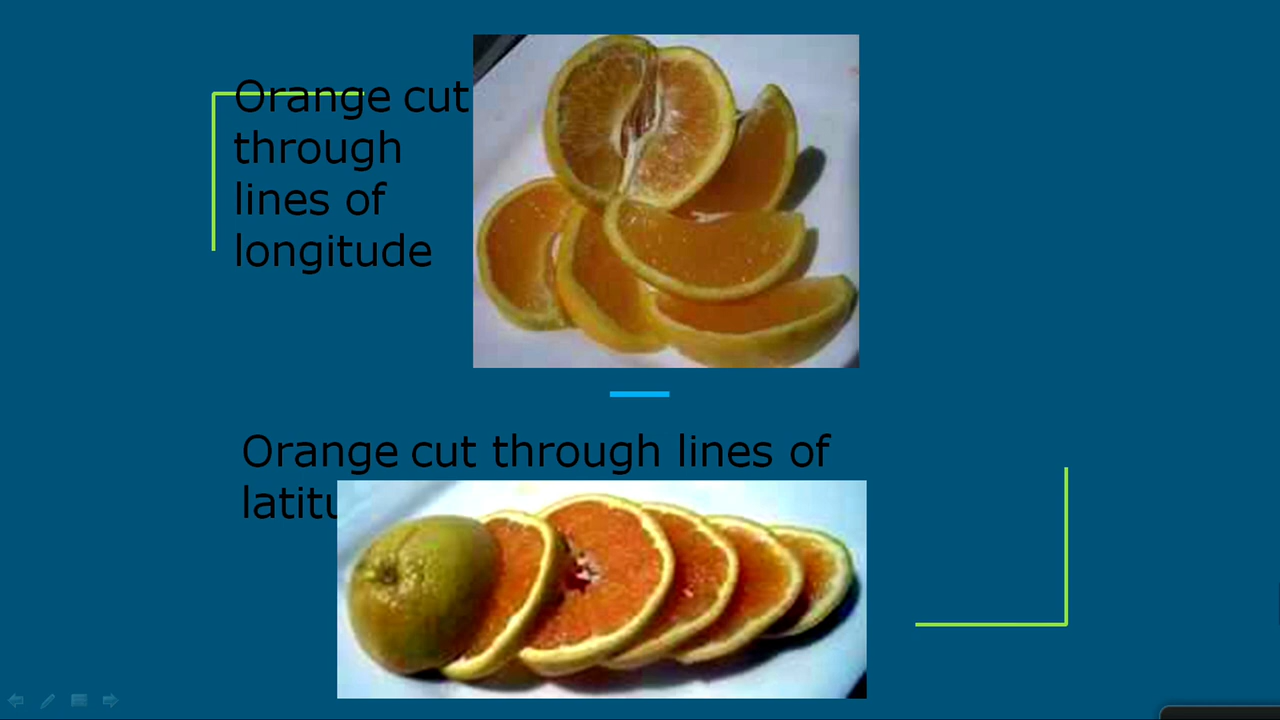 Orange cut
through
lines of
longitude
Orange cut through lines of